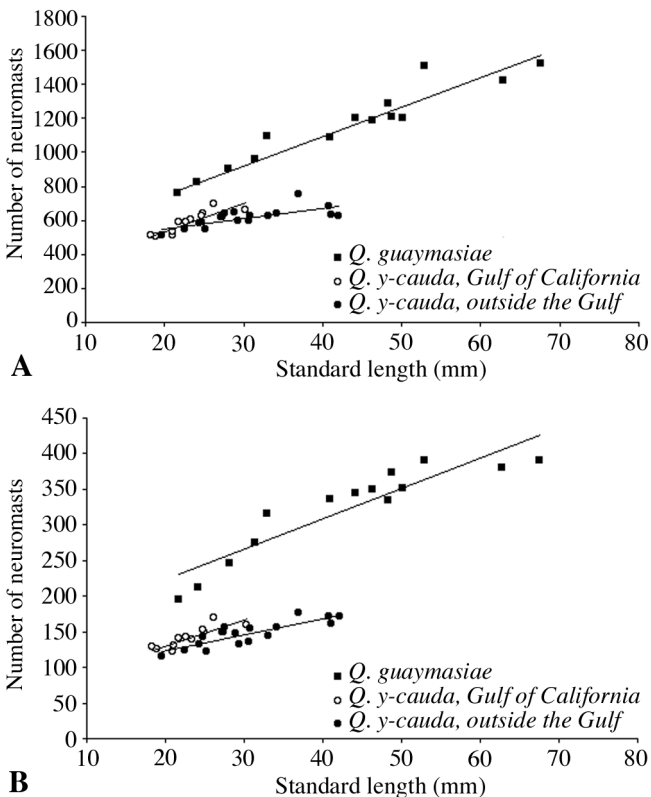 1800
1600
1400
1200
1000
800
600
400
200
0
Number of neuromasts
Q. guaymasiae
Q. y-cauda, Gulf of California
Q. y-cauda, outside the Gulf
10 20 30 40 50 60 70 80
Standard length (mm)
A
450
400
350
300
250
200
150
100
50
0
Number of neuromasts
Q. guaymasiae
Q. y-cauda, Gulf of California
Q. y-cauda, outside the Gulf
10 20 30 40 50 60 70 80
Standard length (mm)
B